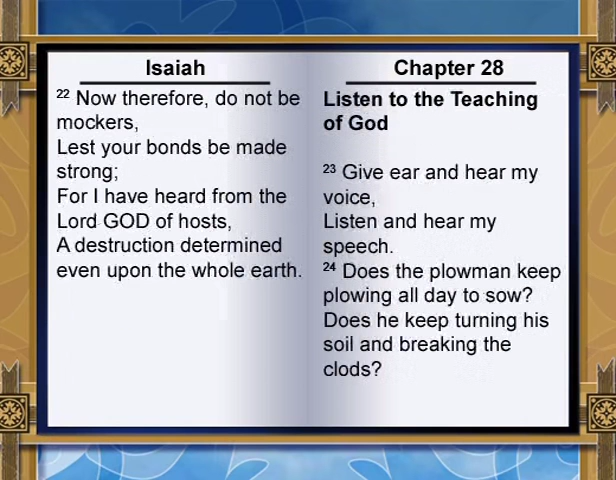 Isaiah
²² Now therefore, do not be
mockers,
Lest your bonds be made
strong;
For I have heard from the
Lord GOD of hosts,
A destruction determined
even upon the whole earth.
Chapter 28
Listen to the Teaching
of God
²³ Give ear and hear my
voice,
Listen and hear my
speech.
²⁴ Does the plowman keep
plowing all day to sow?
Does he keep turning his
soil and breaking the
clods?